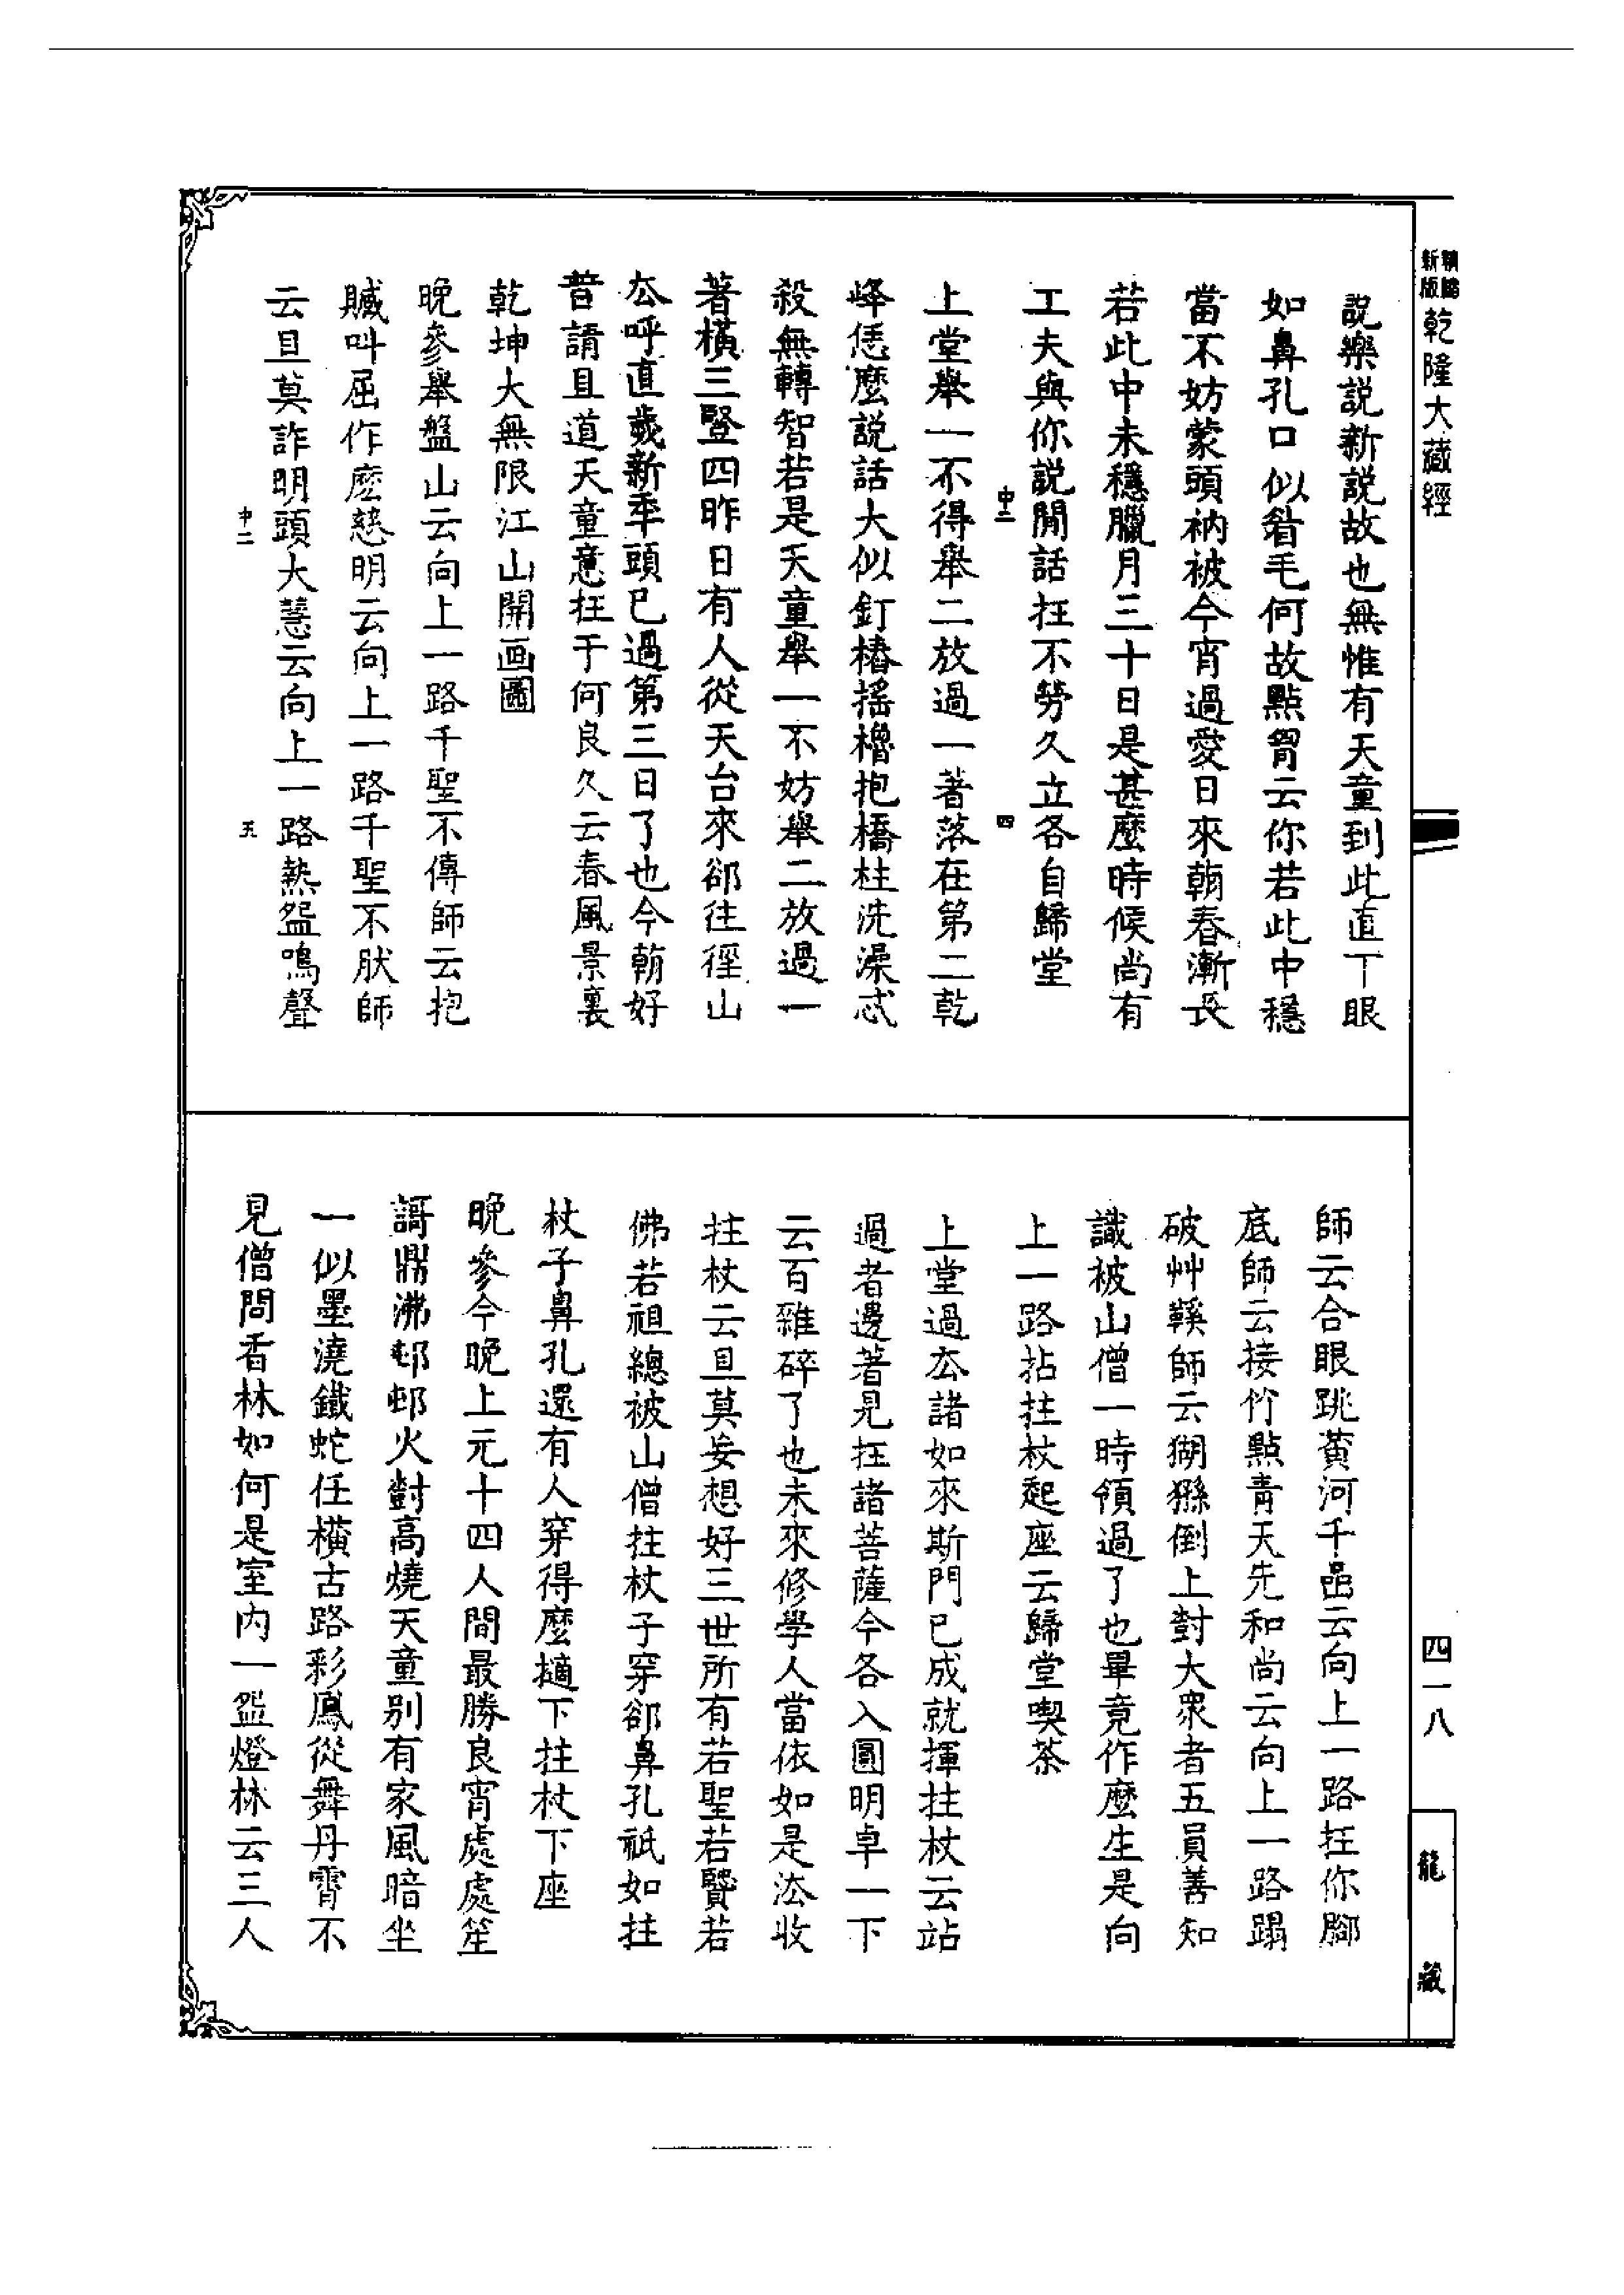 新版
乾隆大藏經
說樂説新説故也無惟有天童到此直下眼
如鼻孔口似眉毛何故點胷云你若此中穩
當不妨蒙頭衲被今宵過愛日來朝春漸長
若此中未穩臘月三十日是甚麼時候尚有
工夫與你説閒話在不勞久立各自歸堂
中二
四
上堂舉一不得舉二放過一著落在第二乾
峰恁麼説話大似釘樁搖櫓抱橋柱洗澡忒
殺無轉智若是天童舉一不妨舉二放過一
著橫三豎四昨日有人從天台來卻往徑山
厺呼直歲新年頭已過第三日了也今朝好
普請且道天童意在于何良久云春風景裏
乾坤大無限江山開画圖
晚參舉盤山云向上一路千聖不傳師云抱
贓叫屈作麼慈明云向上一路千聖不肰師
云且莫詐明頭大慧云向上一路熱盌鳴聲
中二
五
師云合眼跳黃河千嵒云向上一路在你腳
底師云接竹點青天先和尚云向上一路蹋
破艸鞵師云猢猻倒上對大衆者五員善知
識被山僧一時領過了也畢竟作麼生是向
上一路拈拄杖起座云歸堂喫茶
上堂過厺諸如來斯門已成就揮拄杖云站
過者邊著見在諸菩薩今各入圓明卓一下
云百雜碎了也未來修學人當依如是法收
拄杖云且莫妄想好三世所有若聖若賢若
佛若祖總被山僧拄杖子穿卻鼻孔祇如拄
杖子鼻孔還有人穿得麼擿下拄杖下座
晚參今晚上元十四人間最勝良宵處處笙
謌鼎沸邨邨火對高燒天童别有家風暗坐
一似墨澆鐵蛇任橫古路彩鳳從舞丹霄不
見僧問香林如何是室内一盌燈林云三人
四一八
龍藏